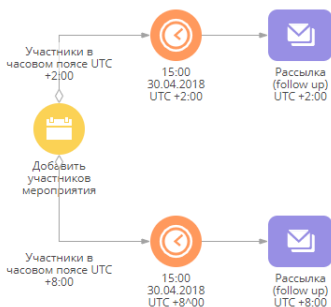 Участники в
часовом поясе UTC
+2:00
15:00
30.04.2018
UTC +2:00
Рассылка
(follow up)
UTC +2:00
Добавить
участников
мероприятия
Участники в
часовом поясе UTC
+8:00
15:00
30.04.2018
UTC +8^00
Рассылка
(follow up)
UTC +8:00